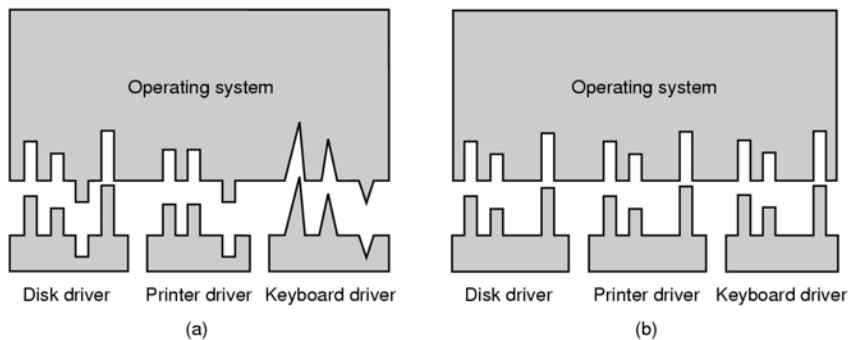 Operating system
Disk driver
Printer driver
Keyboard driver
(a)
Operating system
Disk driver
Printer driver
Keyboard driver
(b)